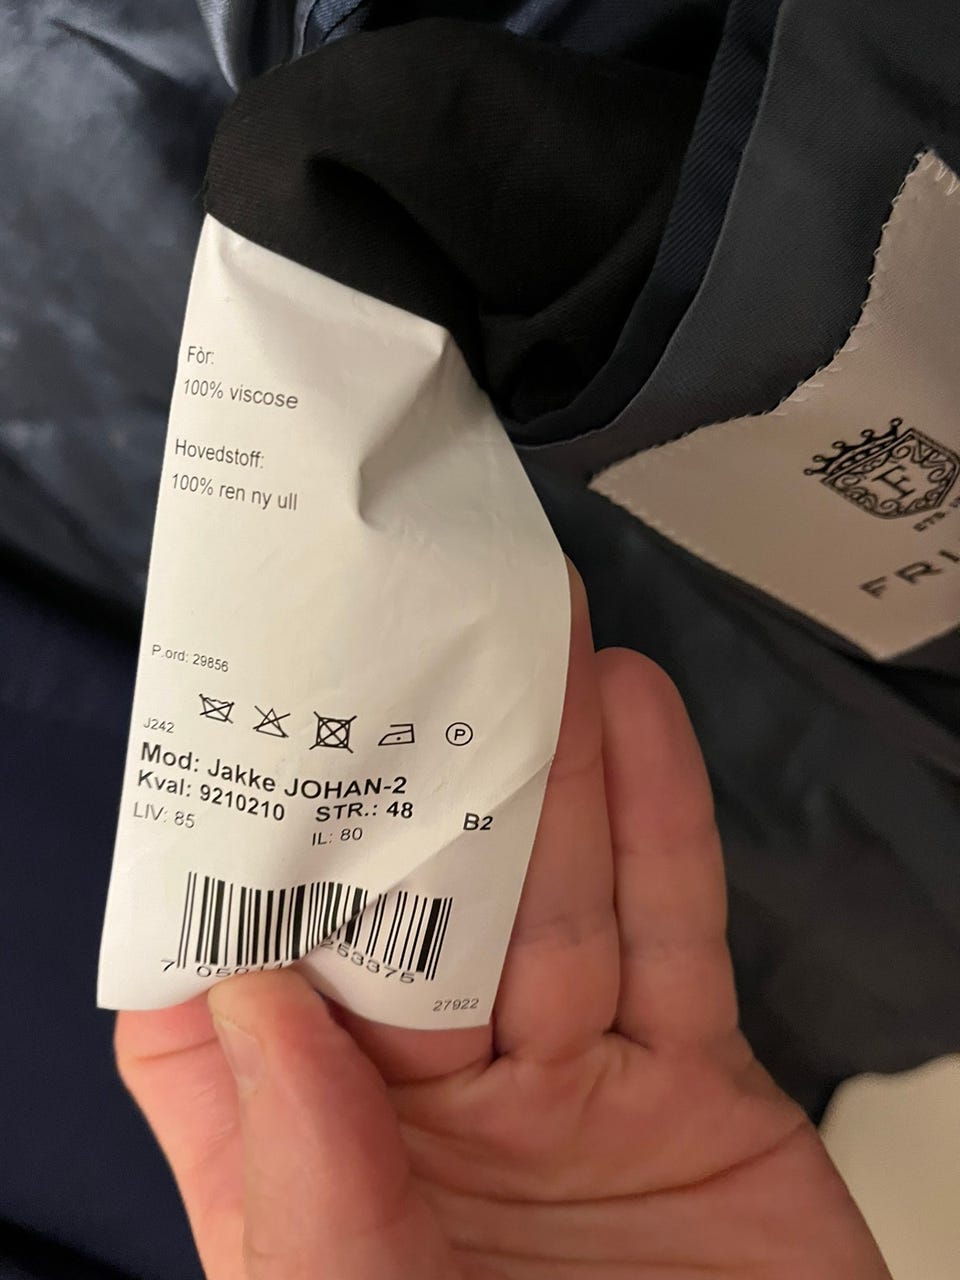 Fòr:
100% viscose
Hovedstoff:
100% ren ny ull
P.ord: 29856
P
J242
Mod: Jakke JOHAN-2
Kval: 9210210 STR.: 48 B2
LIV: 85 IL: 80
253375
27922